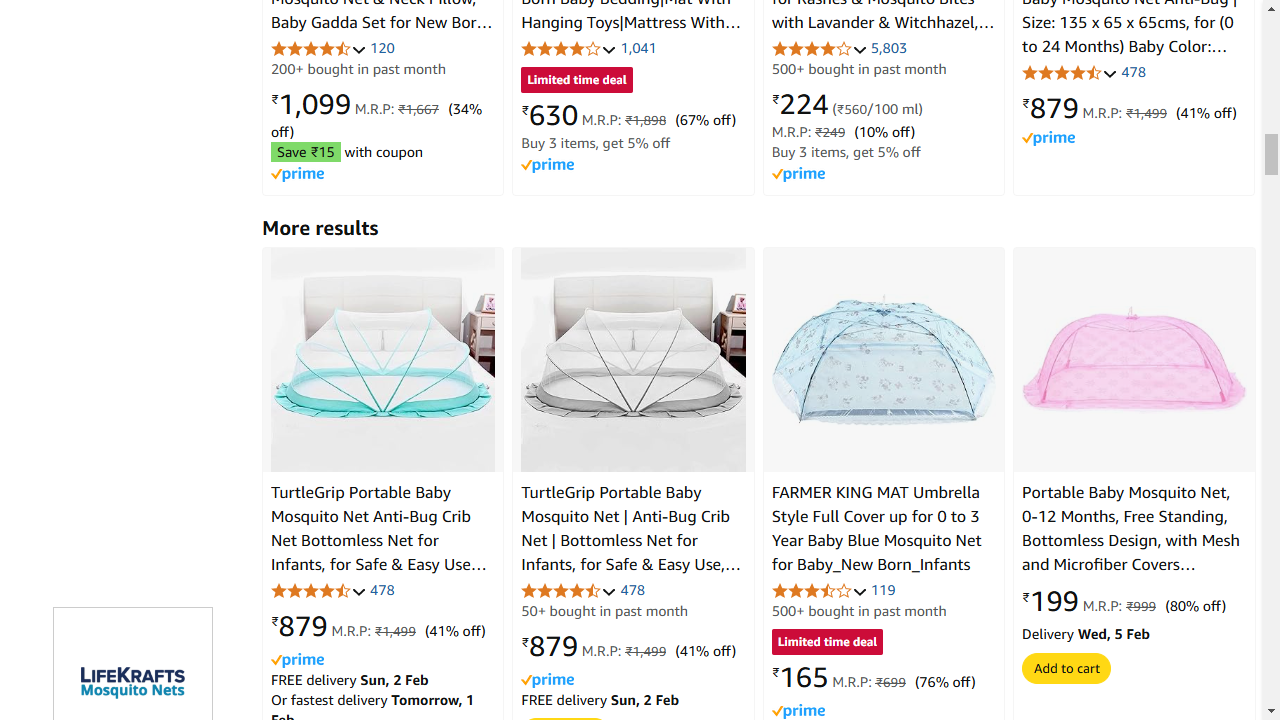 Mosquito Net & Neck Pillow,
Baby Gadda Set for New Bor…
120
200+ bought in past month
₹1,099 M.R.P: ₹1,667 (34%
off)
Save ₹15 with coupon
prime
Born Baby Bedding|Mat With
Hanging Toys|Mattress With…
1,041
Limited time deal
₹630 M.R.P: ₹1,898 (67% off)
Buy 3 items, get 5% off
prime
for Rashes & Mosquito Bites
with Lavander & Witchhazel,…
5,803
500+ bought in past month
₹224 (₹560/100 ml)
M.R.P: ₹249 (10% off)
Buy 3 items, get 5% off
prime
Baby Mosquito Net Anti-Bug |
Size: 135 x 65 x 65cms, for (0
to 24 Months) Baby Color:…
478
₹879 M.R.P: ₹1,499 (41% off)
prime
More results
TurtleGrip Portable Baby
Mosquito Net Anti-Bug Crib
Net Bottomless Net for
Infants, for Safe & Easy Use…
478
₹879 M.R.P: ₹1,499 (41% off)
prime
FREE delivery Sun, 2 Feb
Or fastest delivery Tomorrow, 1
Feb
TurtleGrip Portable Baby
Mosquito Net | Anti-Bug Crib
Net | Bottomless Net for
Infants, for Safe & Easy Use,…
478
50+ bought in past month
₹879 M.R.P: ₹1,499 (41% off)
prime
FREE delivery Sun, 2 Feb
FARMER KING MAT Umbrella
Style Full Cover up for 0 to 3
Year Baby Blue Mosquito Net
for Baby_New Born_Infants
119
500+ bought in past month
Limited time deal
₹165 M.R.P: ₹699 (76% off)
prime
Portable Baby Mosquito Net,
0-12 Months, Free Standing,
Bottomless Design, with Mesh
and Microfiber Covers…
₹199 M.R.P: ₹999 (80% off)
Delivery Wed, 5 Feb
Add to cart
LIFEKRAFTS
Mosquito Nets